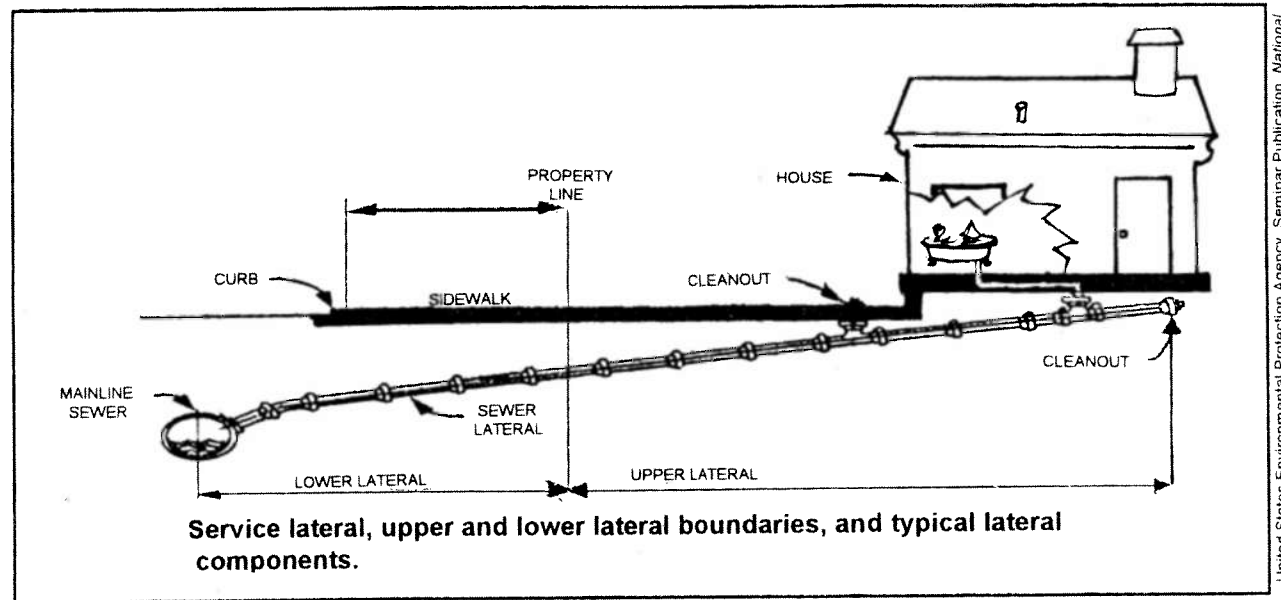 PROPERTY
LINE
HOUSE
CURB
SIDEWALK
CLEANOUT
CLEANOUT
MAINLINE
SEWER
SEWER
LATERAL
LOWER LATERAL
UPPER LATERAL
Service lateral, upper and lower lateral boundaries, and typical lateral
components.
United States Environmental Protection Agency, Seminar Publication, National